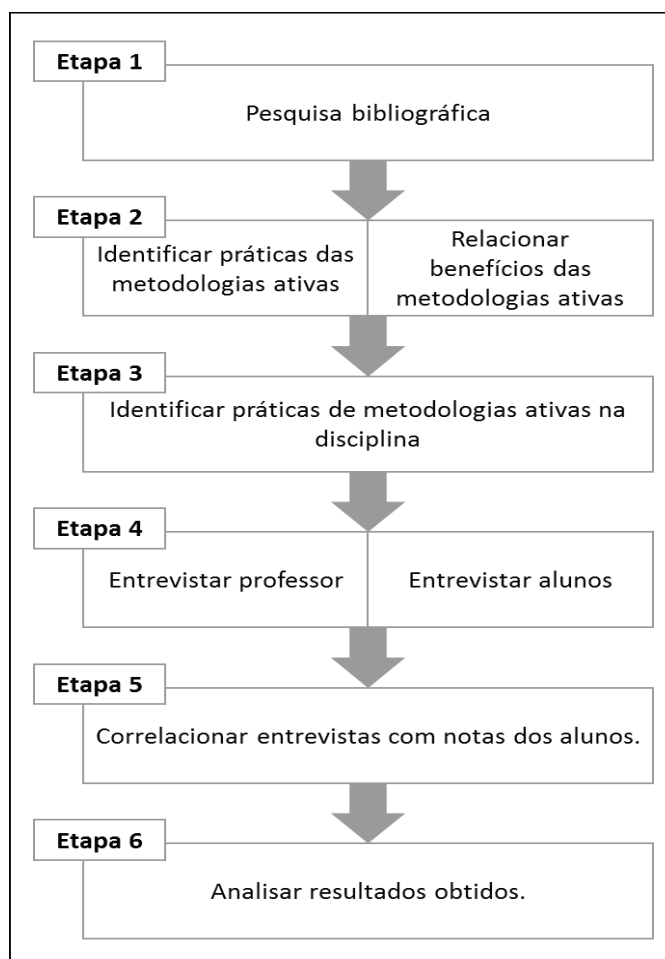 Etapa 1
Pesquisa bibliográfica
Etapa 2
Identificar práticas das
metodologias ativas
Relacionar
benefícios das
metodologias ativas
Etapa 3
Identificar práticas de metodologias ativas na
disciplina
Etapa 4
Entrevistar professor
Entrevistar alunos
Etapa 5
Correlacionar entrevistas com notas dos alunos.
Etapa 6
Analisar resultados obtidos.